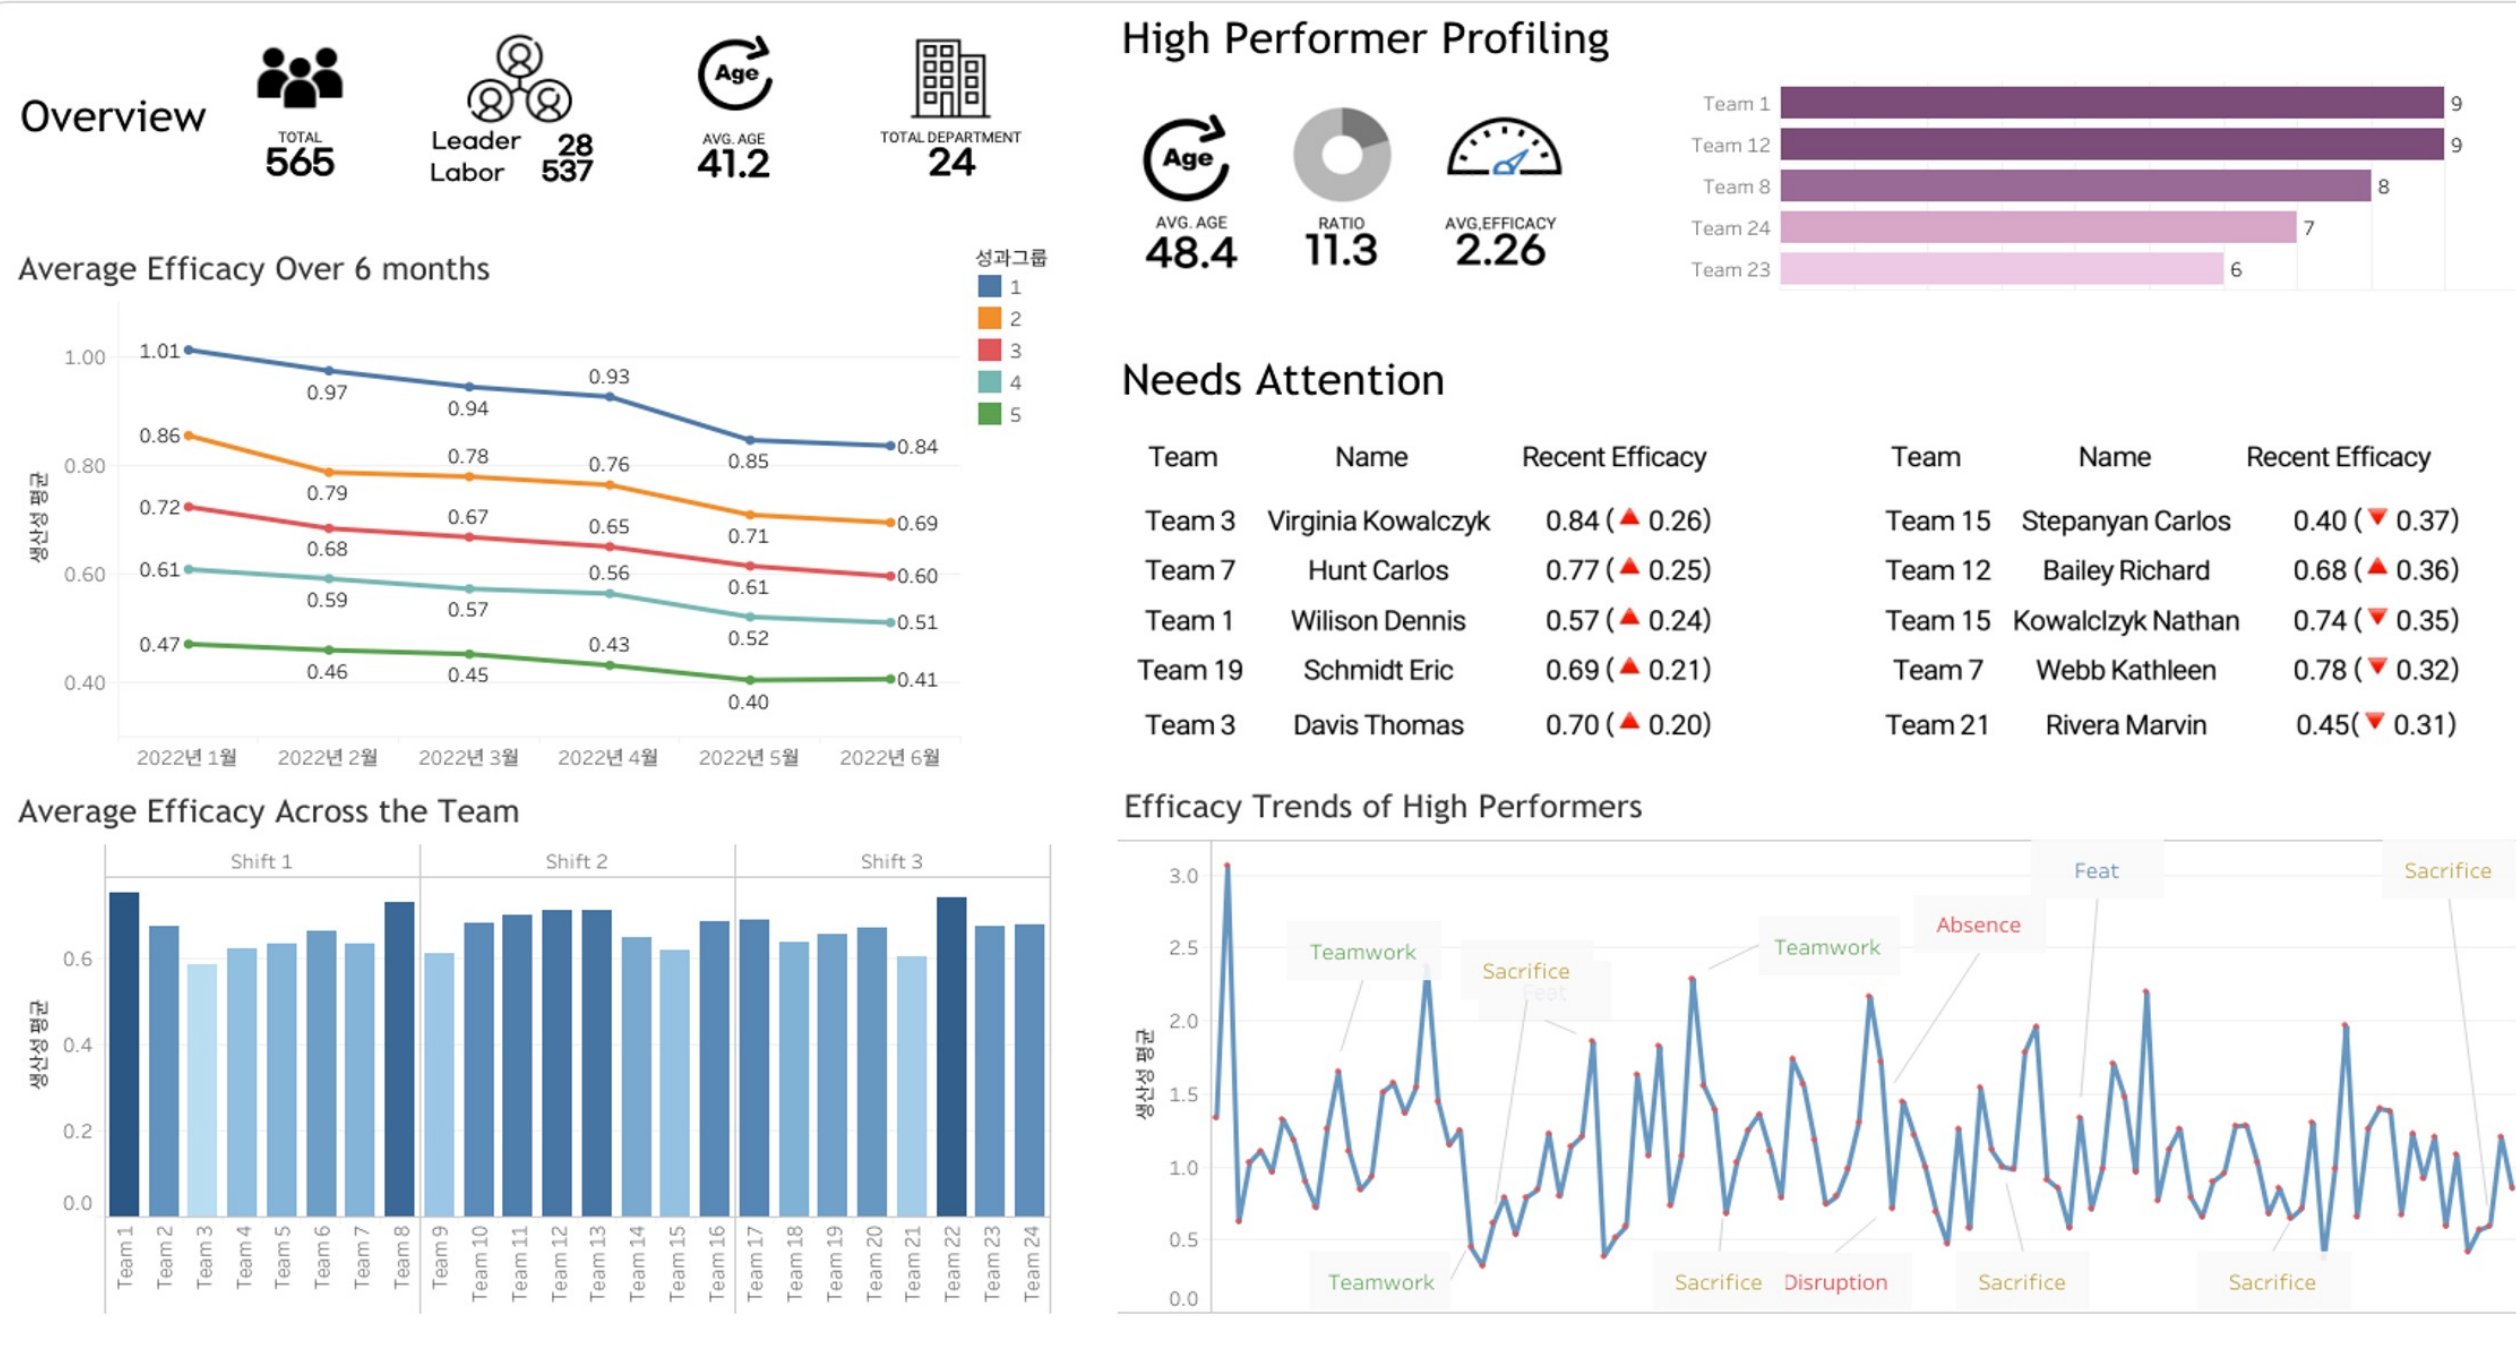 Overview
TOTAL
565
Leader 28
Labor 537
Age
AVG. AGE
41.2
TOTAL DEPARTMENT
24
Average Efficacy Over 6 months
성과그룹
1
2
3
4
5
생산성 평균
1.00
0.80
0.60
0.40
1.01
0.97
0.94
0.93
0.85
0.84
0.86
0.79
0.78
0.76
0.71
0.69
0.72
0.68
0.67
0.65
0.61
0.60
0.61
0.59
0.57
0.56
0.52
0.51
0.47
0.46
0.45
0.43
0.40
0.41
2022년 1월 2022년 2월 2022년 3월 2022년 4월 2022년 5월 2022년 6월
Average Efficacy Across the Team
Shift 1 Shift 2 Shift 3
생산성 평균
0.6
0.4
0.2
0.0
Team 1
Team 2
Team 3
Team 4
Team 5
Team 6
Team 7
Team 8
Team 9
Team 10
Team 11
Team 12
Team 13
Team 14
Team 15
Team 16
Team 17
Team 18
Team 19
Team 20
Team 21
Team 22
Team 23
Team 24
High Performer Profiling
Age
AVG. AGE
48.4
RATIO
11.3
AVG,EFFICACY
2.26
Team 1 9
Team 12 9
Team 8 8
Team 24 7
Team 23 6
Needs Attention
Team Name Recent Efficacy
Team 3 Virginia Kowalczyk 0.84 (🔺 0.26)
Team 7 Hunt Carlos 0.77 (🔺 0.25)
Team 1 Wilison Dennis 0.57 (🔺 0.24)
Team 19 Schmidt Eric 0.69 (🔺 0.21)
Team 3 Davis Thomas 0.70 (🔺 0.20)
Team Name Recent Efficacy
Team 15 Stepanyan Carlos 0.40 (🔻 0.37)
Team 12 Bailey Richard 0.68 (🔺 0.36)
Team 15 Kowalclzyk Nathan 0.74 (🔻 0.35)
Team 7 Webb Kathleen 0.78 (🔻 0.32)
Team 21 Rivera Marvin 0.45(🔻 0.31)
Efficacy Trends of High Performers
생산성 평균
3.0
2.5
2.0
1.5
1.0
0.5
0.0
Teamwork
Sacrifice
Feat
Teamwork
Absence
Feat
Sacrifice
Teamwork
Sacrifice
Disruption
Sacrifice
Sacrifice